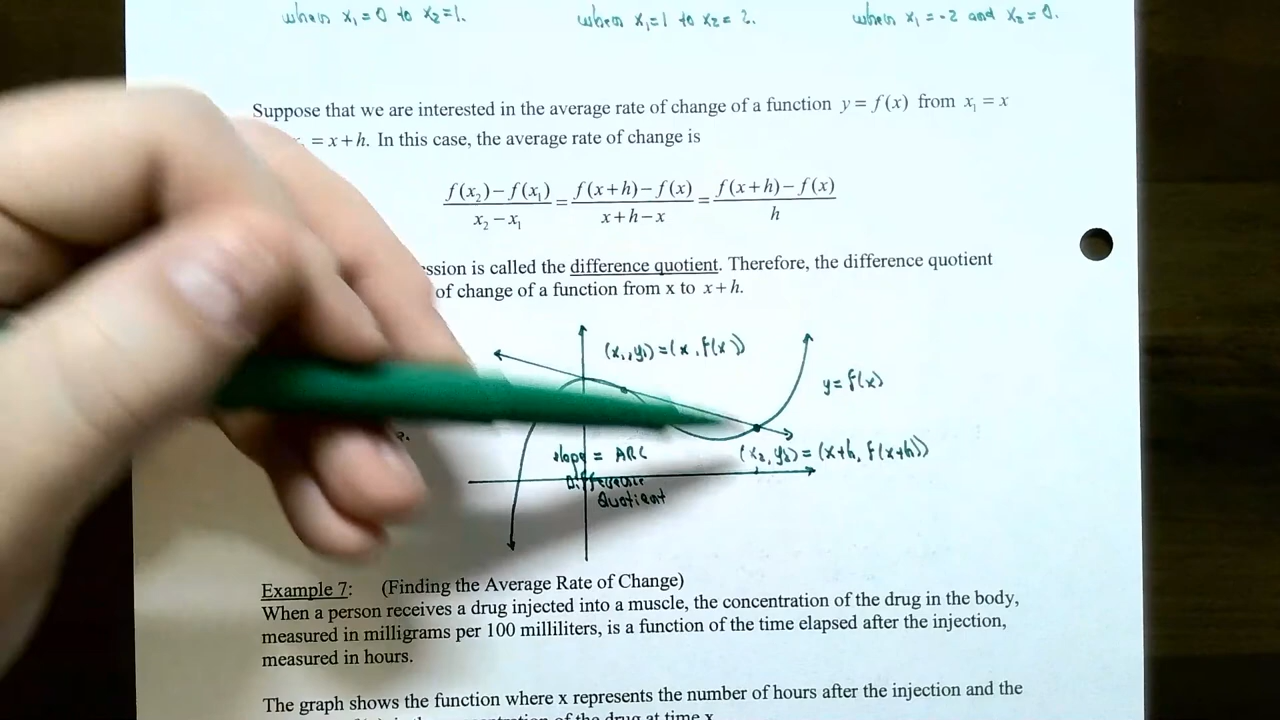 when x₁=0 to x₂=1. when x₁=1 to x₂=2. when x₁=-2 and x₂=0.
Suppose that we are interested in the average rate of change of a function y = f(x) from x₁ = x
= x+h. In this case, the average rate of change is
f(x₂)−f(x₁) / x₂−x₁ = f(x+h)−f(x) / x+h−x = f(x+h)−f(x) / h
is called the difference quotient. Therefore, the difference quotient
of change of a function from x to x+h.
(x₁,y₁)=(x,f(x))
y=f(x)
(x₂,y₂)=(x+h, f(x+h))
slope = ARC
Difference
Quotient
Example 7: (Finding the Average Rate of Change)
When a person receives a drug injected into a muscle, the concentration of the drug in the body,
measured in milligrams per 100 milliliters, is a function of the time elapsed after the injection,
measured in hours.
The graph shows the function where x represents the number of hours after the injection and the
of the drug at time x